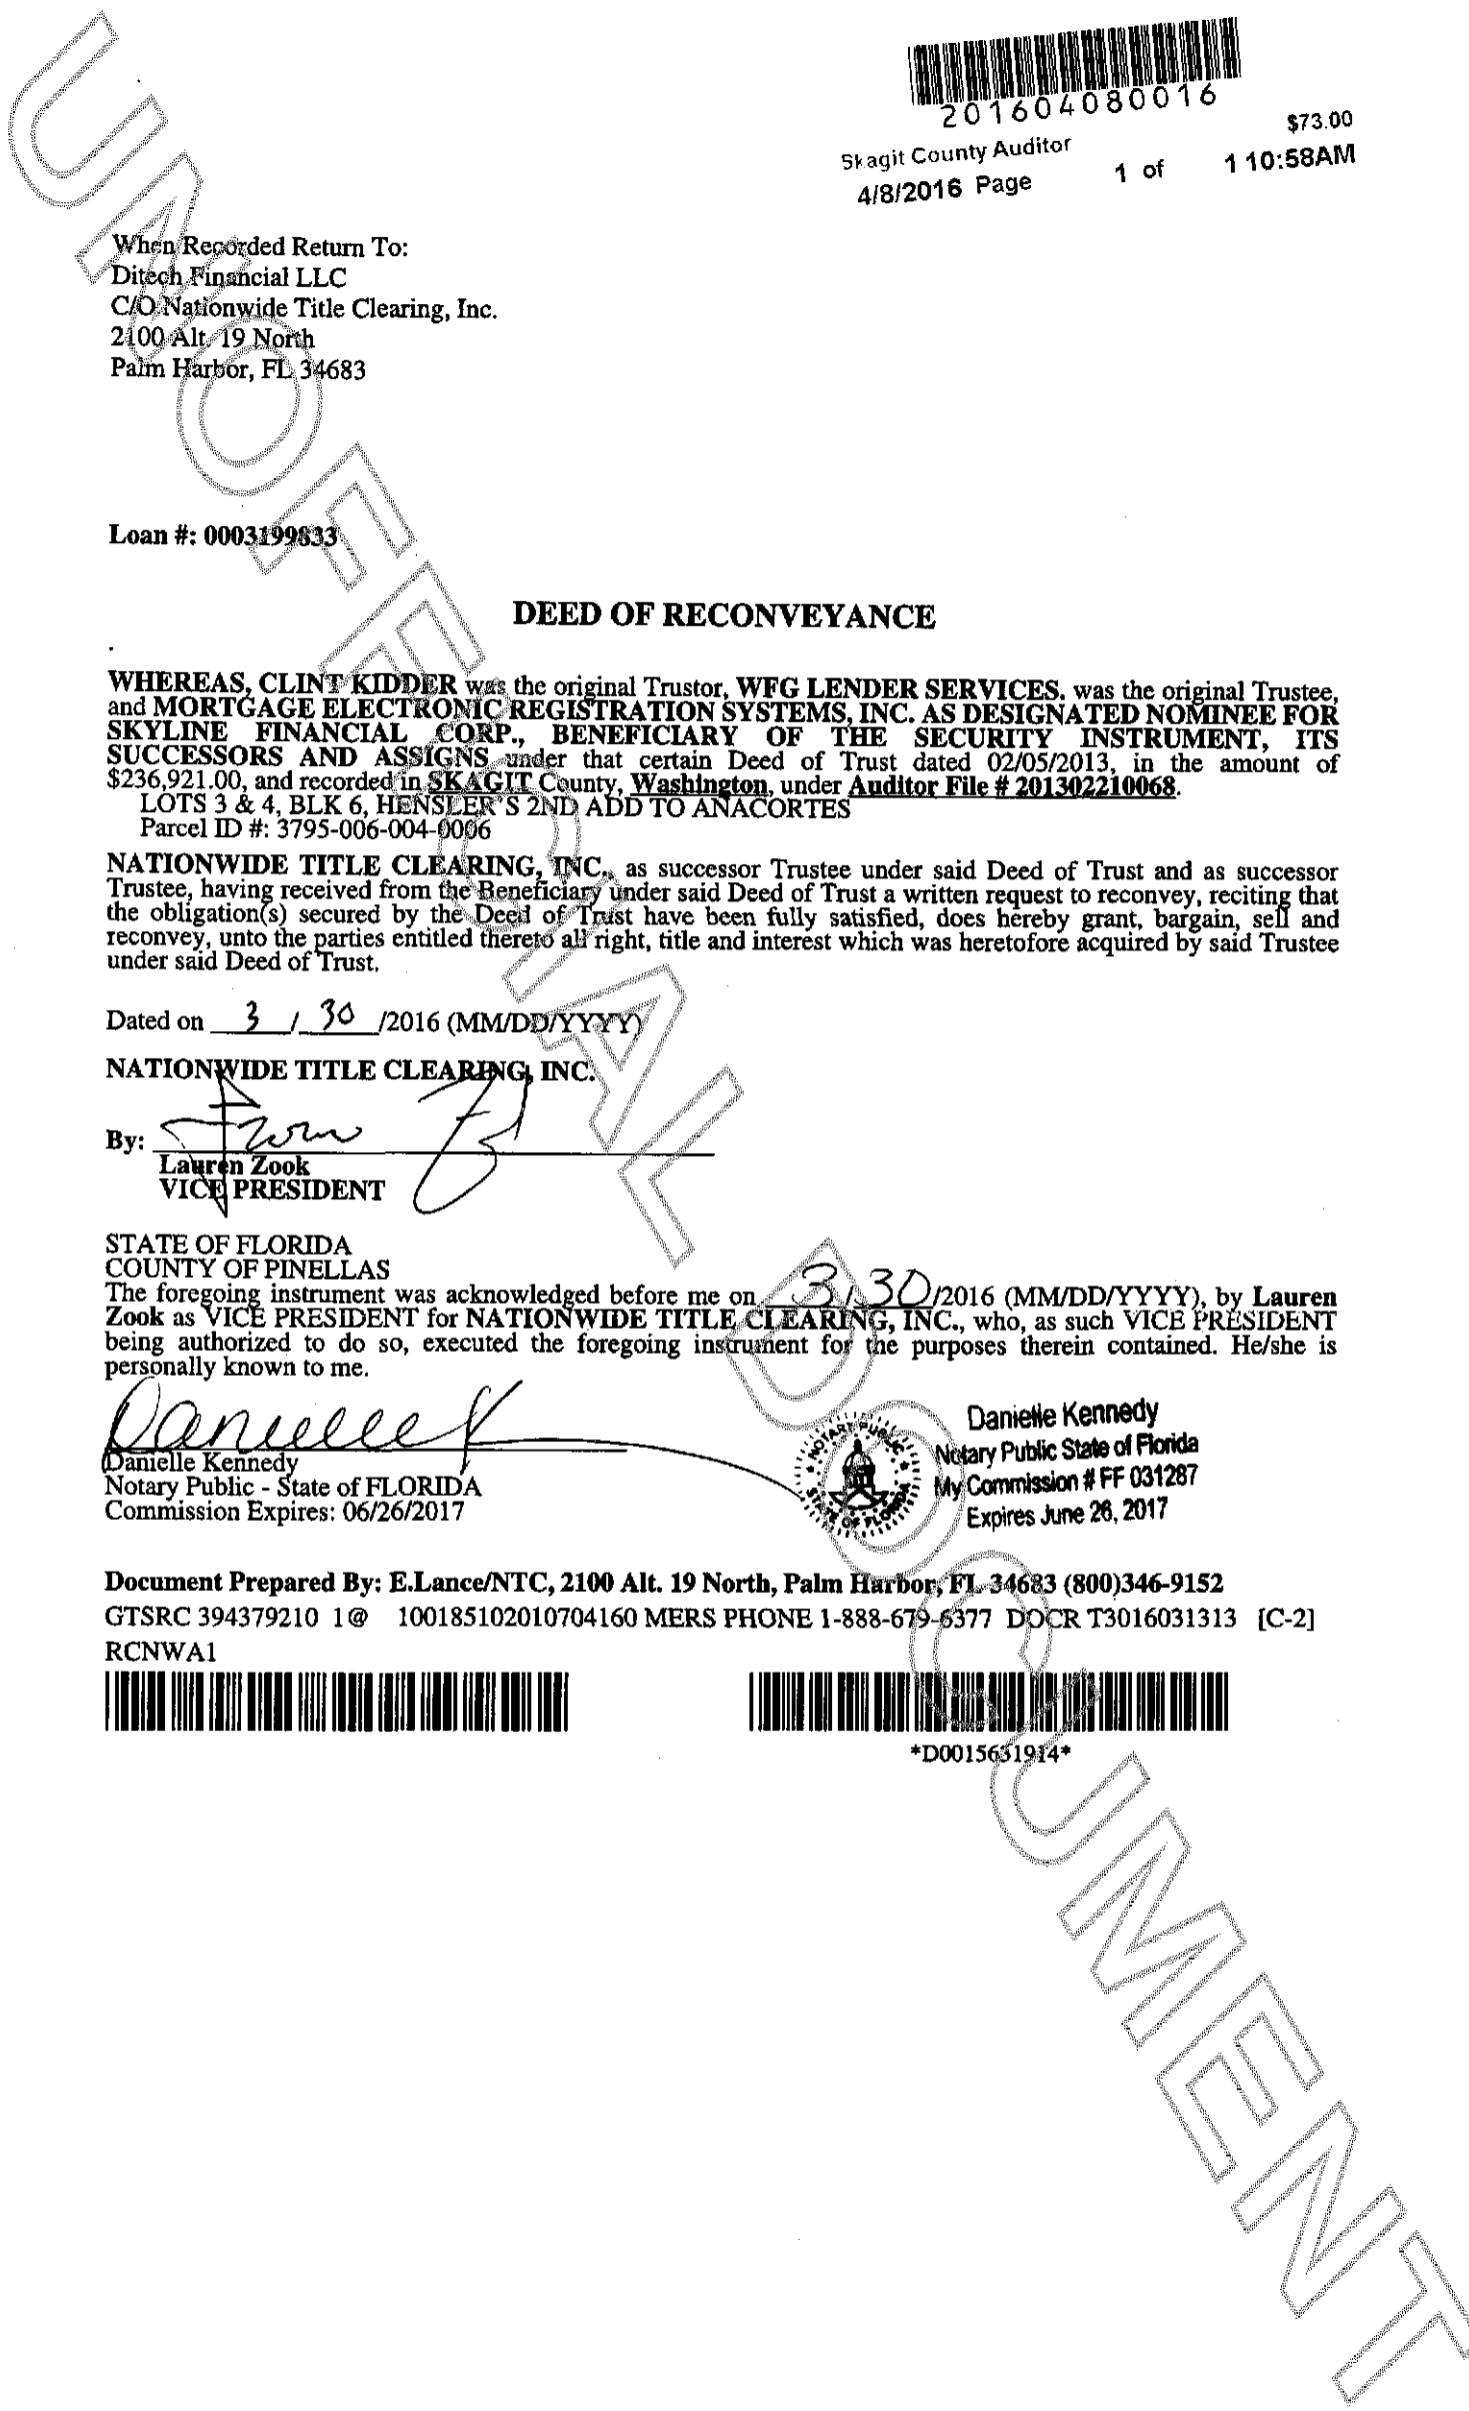 201604080016
Skagit County Auditor $73.00
4/8/2016 Page 1 of 1 10:58AM
When Recorded Return To:
Ditech Financial LLC
C/O Nationwide Title Clearing, Inc.
2100 Alt. 19 North
Palm Harbor, FL 34683
Loan #: 0003199833
DEED OF RECONVEYANCE
WHEREAS, CLINT KIDDER was the original Trustor, WFG LENDER SERVICES. was the original Trustee,
and MORTGAGE ELECTRONIC REGISTRATION SYSTEMS, INC. AS DESIGNATED NOMINEE FOR
SKYLINE FINANCIAL CORP., BENEFICIARY OF THE SECURITY INSTRUMENT, ITS
SUCCESSORS AND ASSIGNS under that certain Deed of Trust dated 02/05/2013, in the amount of
$236,921.00, and recorded in SKAGIT County, Washington, under Auditor File # 201302210068.
LOTS 3 & 4, BLK 6, HENSLER'S 2ND ADD TO ANACORTES
Parcel ID #: 3795-006-004-0006
NATIONWIDE TITLE CLEARING, INC., as successor Trustee under said Deed of Trust and as successor
Trustee, having received from the Beneficiary under said Deed of Trust a written request to reconvey, reciting that
the obligation(s) secured by the Deed of Trust have been fully satisfied, does hereby grant, bargain, sell and
reconvey, unto the parties entitled thereto all right, title and interest which was heretofore acquired by said Trustee
under said Deed of Trust.
Dated on 3 / 30 /2016 (MM/DD/YYYY)
NATIONWIDE TITLE CLEARING, INC.
By:
Lauren Zook
VICE PRESIDENT
STATE OF FLORIDA
COUNTY OF PINELLAS
The foregoing instrument was acknowledged before me on 3 / 30 /2016 (MM/DD/YYYY), by Lauren
Zook as VICE PRESIDENT for NATIONWIDE TITLE CLEARING, INC., who, as such VICE PRESIDENT
being authorized to do so, executed the foregoing instrument for the purposes therein contained. He/she is
personally known to me.
Danielle K
Danielle Kennedy
Notary Public - State of FLORIDA
Commission Expires: 06/26/2017
NOTARY PUBLIC
STATE OF FLORIDA
Danielle Kennedy
Notary Public State of Florida
My Commission # FF 031287
Expires June 26, 2017
Document Prepared By: E.Lance/NTC, 2100 Alt. 19 North, Palm Harbor, FL 34683 (800)346-9152
GTSRC 394379210 1@ 100185102010704160 MERS PHONE 1-888-679-6377 DOCR T3016031313 [C-2]
RCNWA1
*D0015651914*
UNOFFICIAL DOCUMENT